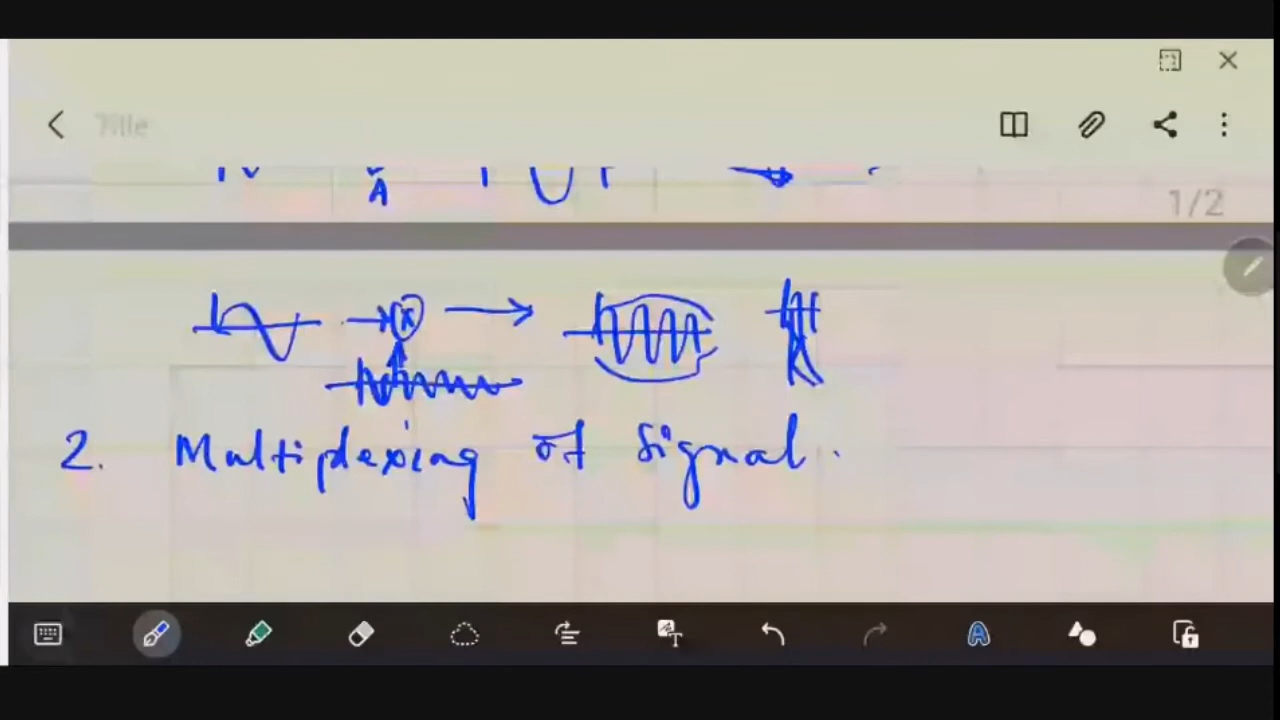 Title
A
1/2
x
2. Multiplexing of signal.